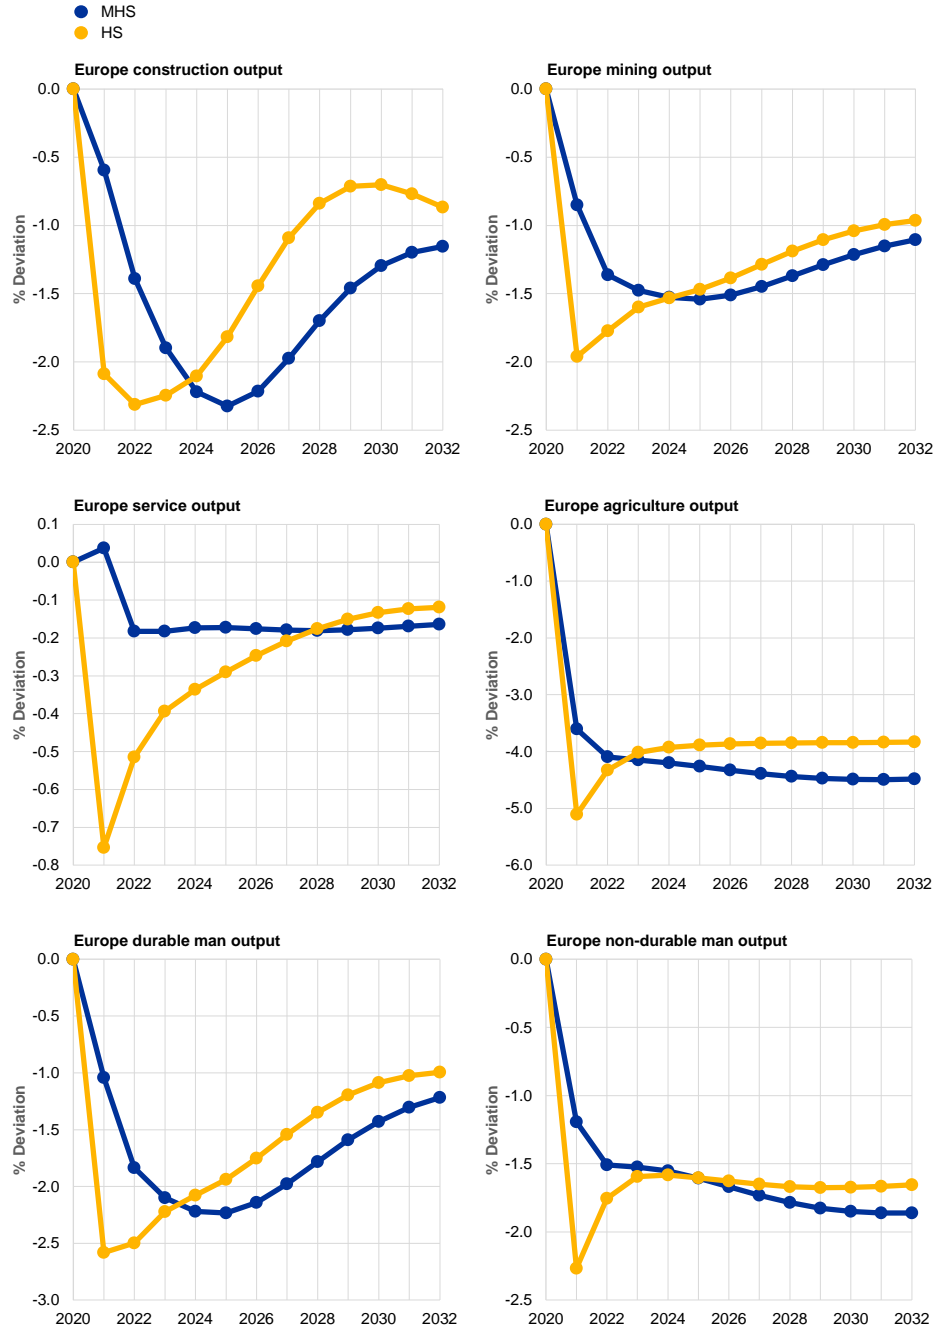 MHS
HS
Europe construction output
% Deviation
0.0
-0.5
-1.0
-1.5
-2.0
-2.5
2020 2022 2024 2026 2028 2030 2032
Europe mining output
% Deviation
0.0
-0.5
-1.0
-1.5
-2.0
-2.5
2020 2022 2024 2026 2028 2030 2032
Europe service output
% Deviation
0.1
0.0
-0.1
-0.2
-0.3
-0.4
-0.5
-0.6
-0.7
-0.8
2020 2022 2024 2026 2028 2030 2032
Europe agriculture output
% Deviation
0.0
-1.0
-2.0
-3.0
-4.0
-5.0
-6.0
2020 2022 2024 2026 2028 2030 2032
Europe durable man output
% Deviation
0.0
-0.5
-1.0
-1.5
-2.0
-2.5
-3.0
2020 2022 2024 2026 2028 2030 2032
Europe non-durable man output
% Deviation
0.0
-0.5
-1.0
-1.5
-2.0
-2.5
2020 2022 2024 2026 2028 2030 2032